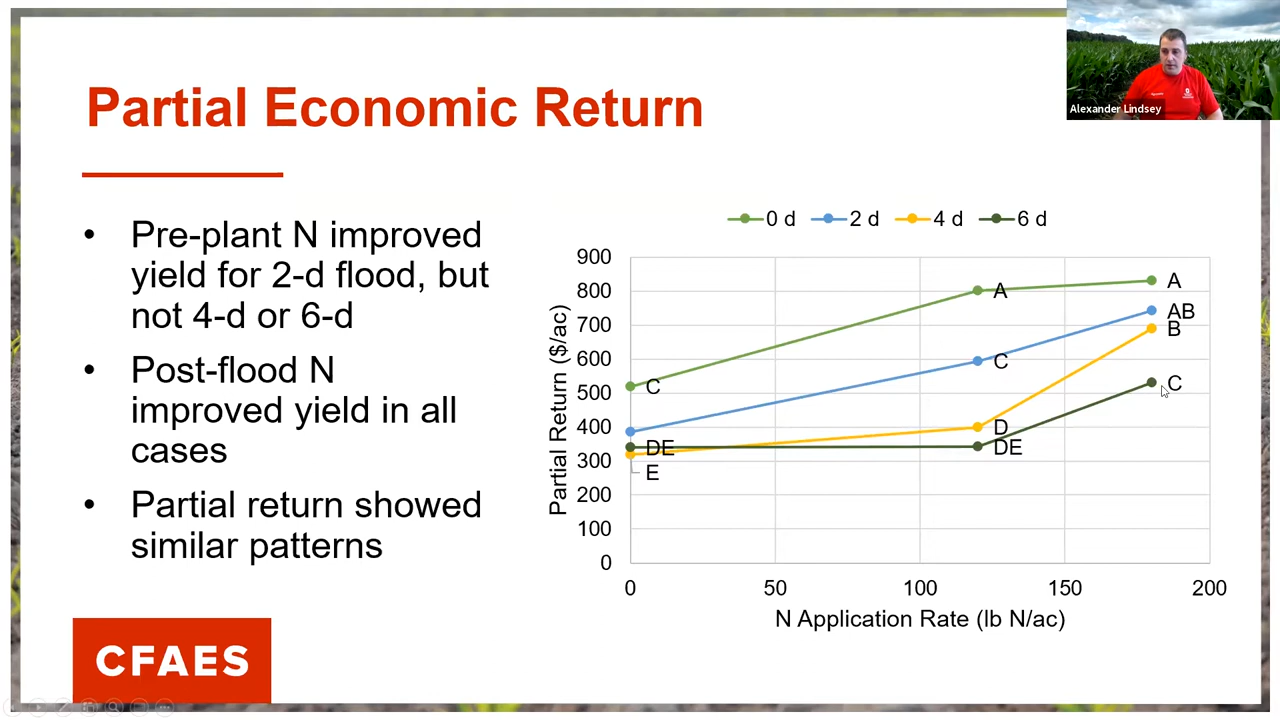 Partial Economic Return
Alexander Lindsey
• Pre-plant N improved
yield for 2-d flood, but
not 4-d or 6-d
• Post-flood N
improved yield in all
cases
• Partial return showed
similar patterns
CFAES
0 d 2 d 4 d 6 d
Partial Return ($/ac)
900
800
700
600
500
400
300
200
100
0
A
A
AB
B
C
C
C
D
DE
DE
E
0 50 100 150 200
N Application Rate (lb N/ac)